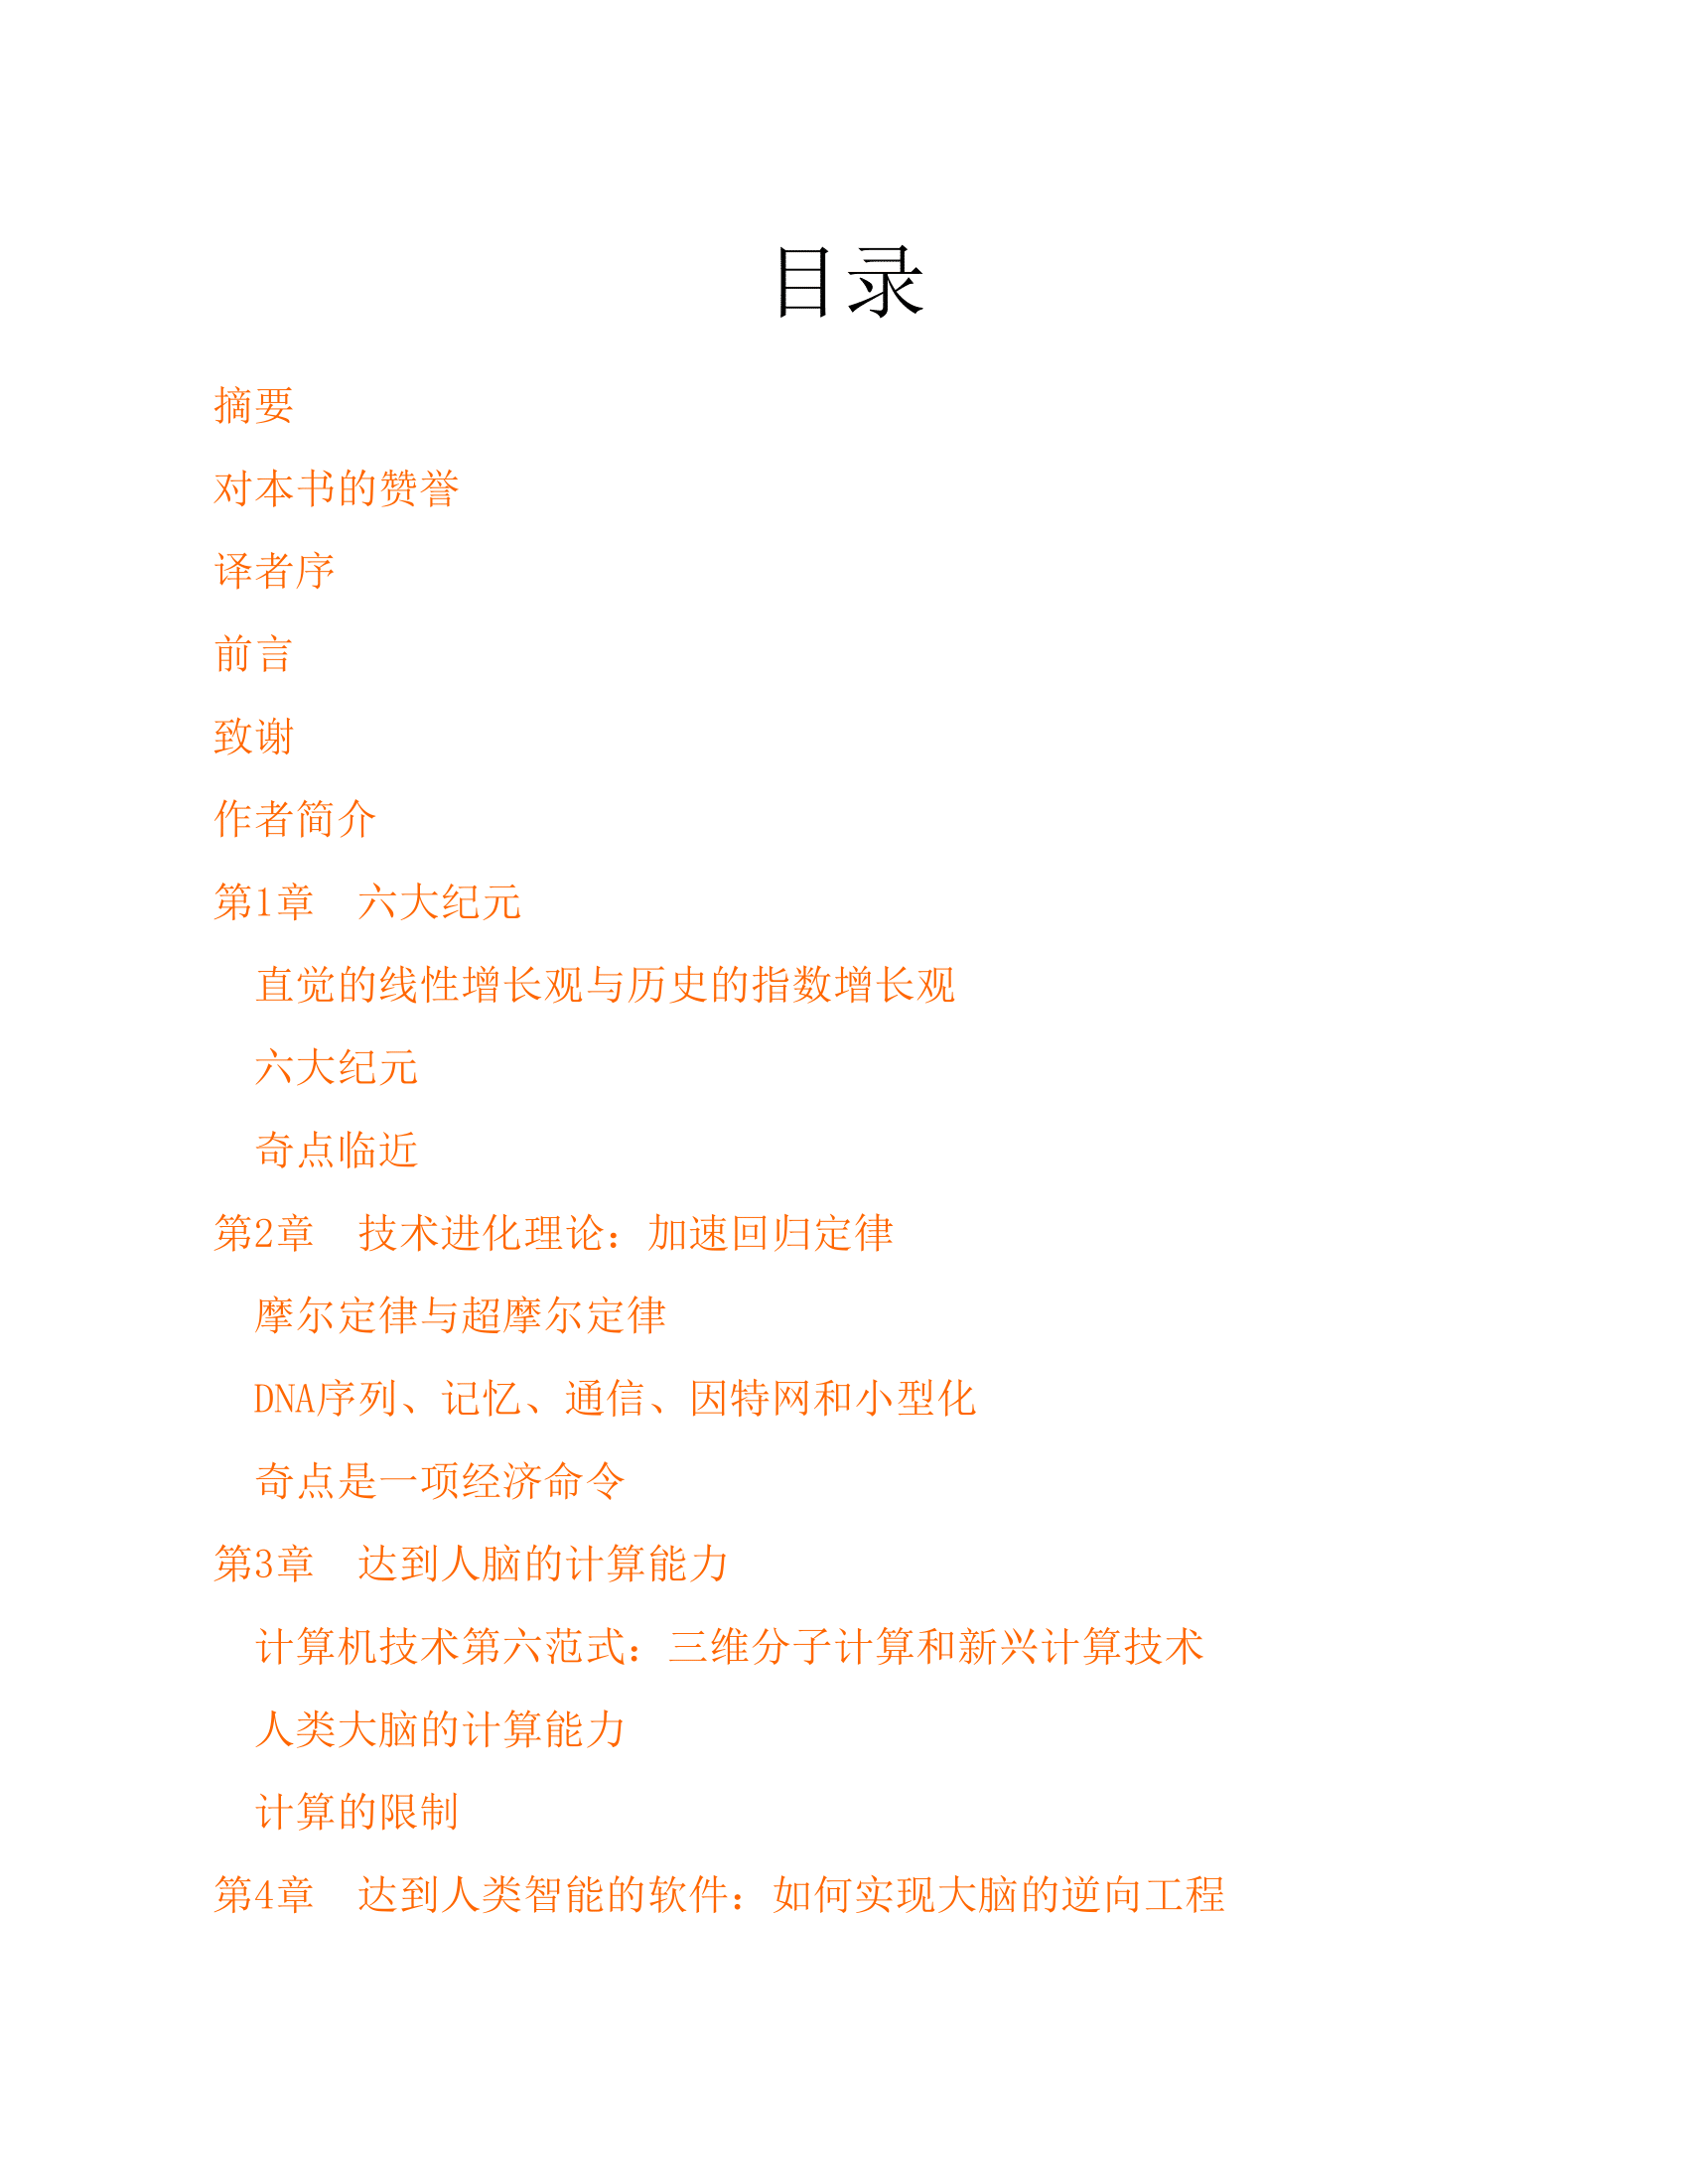 目录
摘要
对本书的赞誉
译者序
前言
致谢
作者简介
第1章　六大纪元
直觉的线性增长观与历史的指数增长观
六大纪元
奇点临近
第2章　技术进化理论：加速回归定律
摩尔定律与超摩尔定律
DNA序列、记忆、通信、因特网和小型化
奇点是一项经济命令
第3章　达到人脑的计算能力
计算机技术第六范式：三维分子计算和新兴计算技术
人类大脑的计算能力
计算的限制
第4章　达到人类智能的软件：如何实现大脑的逆向工程